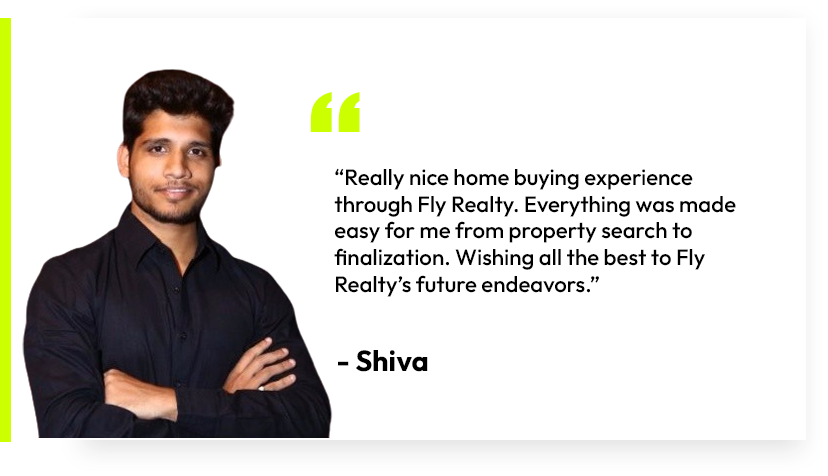 “Really nice home buying experience
through Fly Realty. Everything was made
easy for me from property search to
finalization. Wishing all the best to Fly
Realty’s future endeavors.”
- Shiva